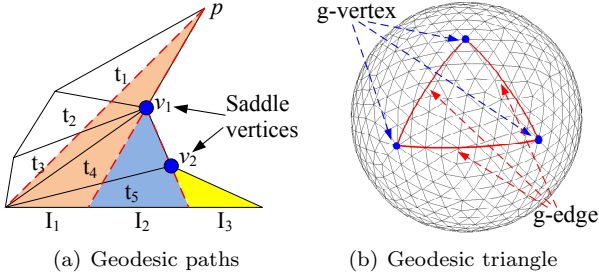 p
t1
v1
Saddle
vertices
t2
t3
t4
v2
t5
I1 I2 I3
(a) Geodesic paths
g-vertex
g-edge
(b) Geodesic triangle